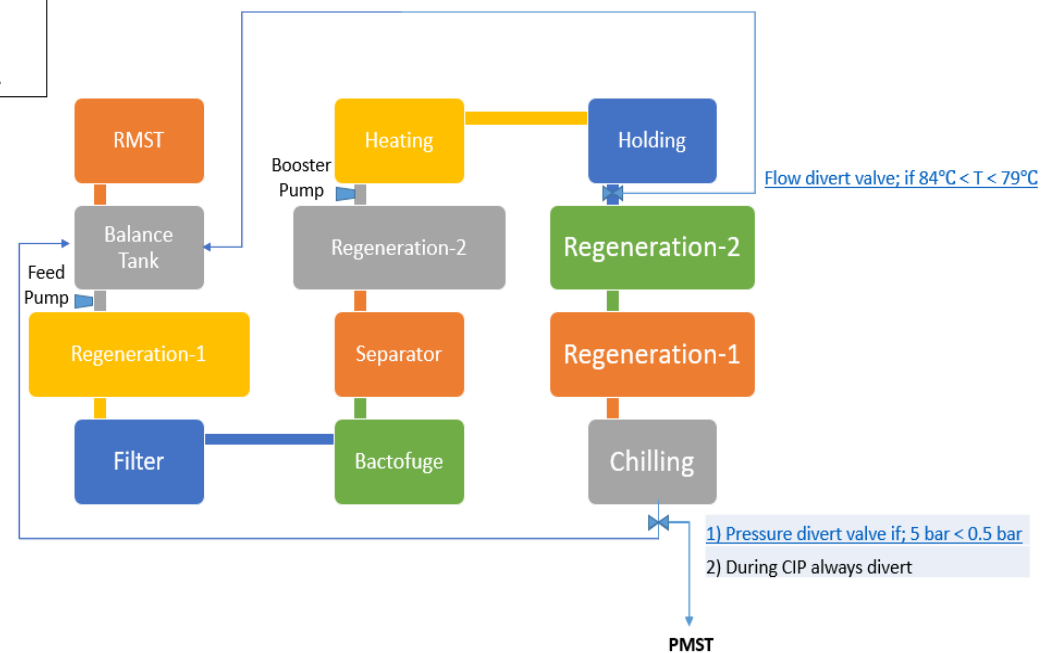 RMST
Heating
Holding
Booster
Pump
Flow divert valve; if 84℃ < T < 79℃
Balance
Tank
Regeneration-2
Regeneration-2
Feed
Pump
Regeneration-1
Separator
Regeneration-1
Filter
Bactofuge
Chilling
1) Pressure divert valve if; 5 bar < 0.5 bar
2) During CIP always divert
PMST